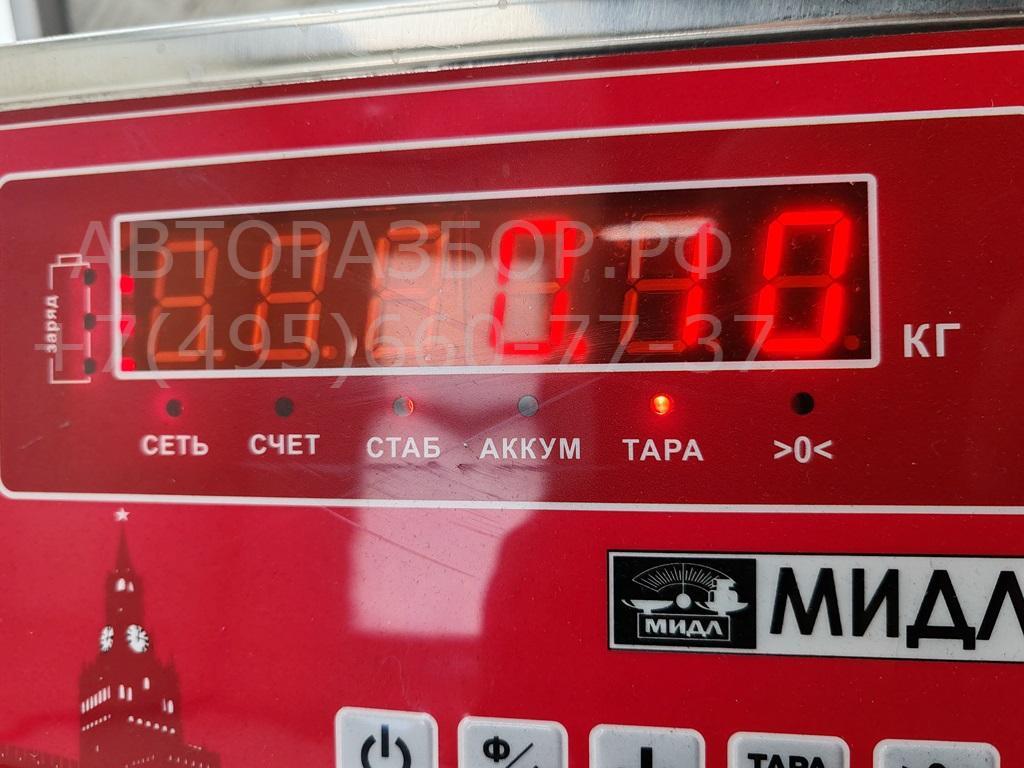 АВТОРАЗБОР.РФ
+7(495)660-77-37
заряд
0.10
КГ
СЕТЬ СЧЕТ СТАБ АККУМ ТАРА >0<
МИДЛ МИДЛ
Ф/
ТАРА